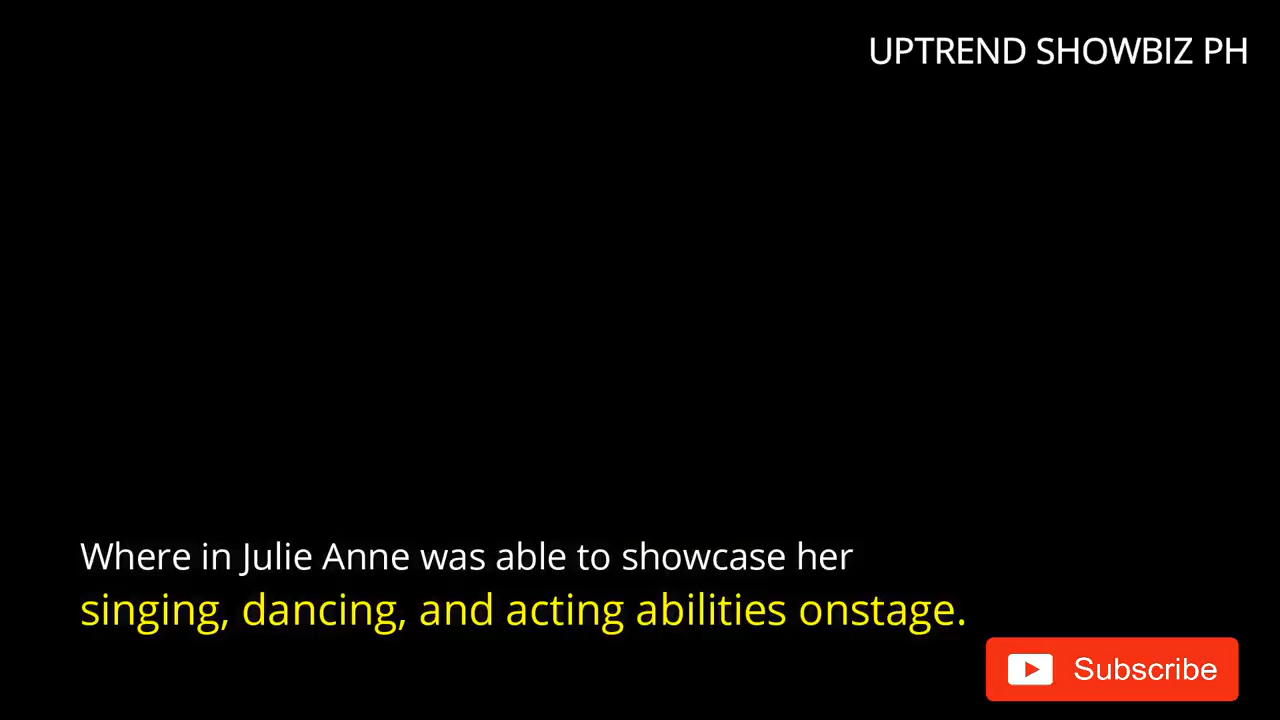 UPTREND SHOWBIZ PH
Where in Julie Anne was able to showcase her
singing, dancing, and acting abilities onstage.
Subscribe